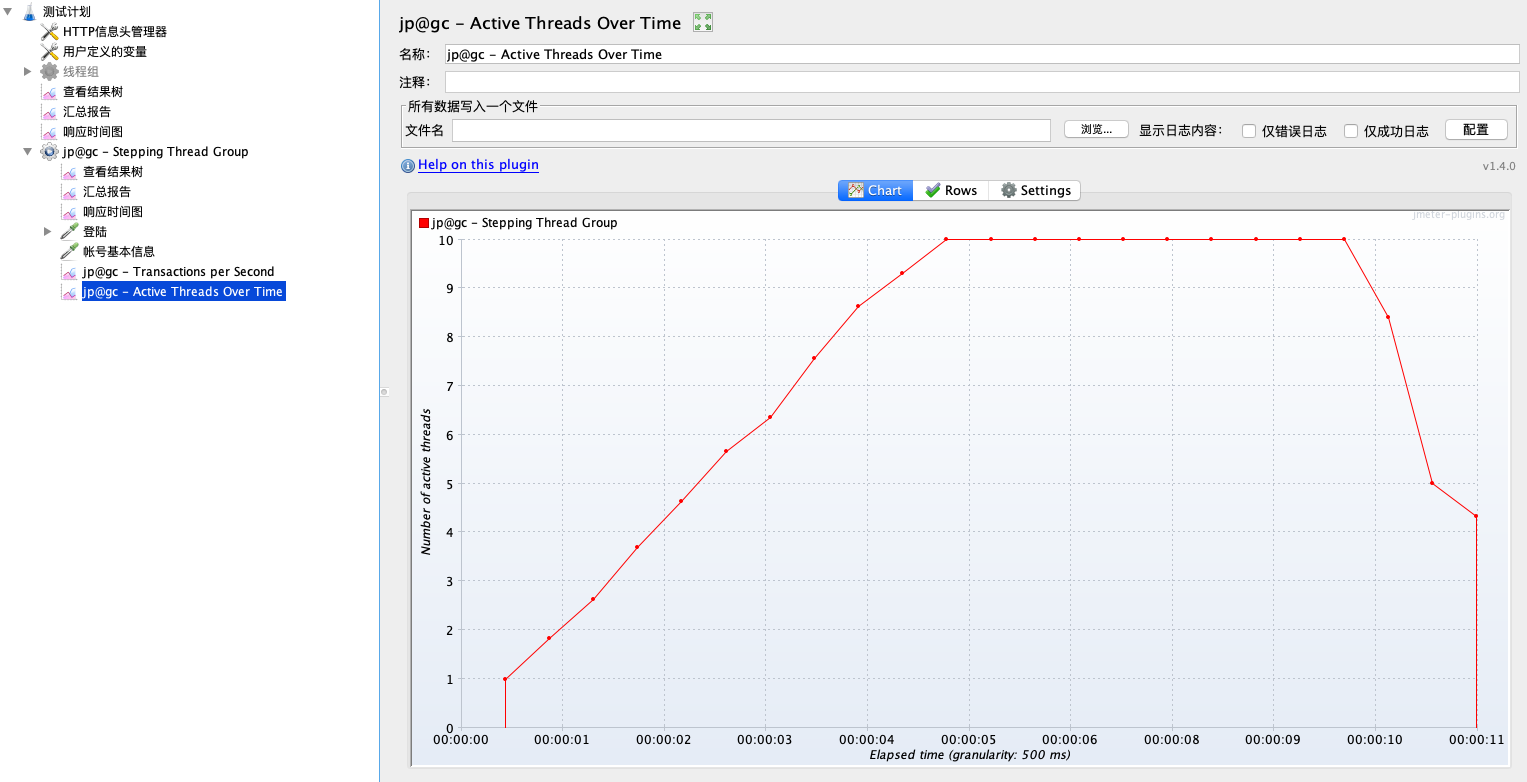 测试计划
HTTP信息头管理器
用户定义的变量
线程组
查看结果树
汇总报告
响应时间图
jp@gc - Stepping Thread Group
查看结果树
汇总报告
响应时间图
登陆
帐号基本信息
jp@gc - Transactions per Second
jp@gc - Active Threads Over Time
jp@gc - Active Threads Over Time
名称： jp@gc - Active Threads Over Time
注释：
所有数据写入一个文件
文件名 浏览... 显示日志内容： 仅错误日志 仅成功日志 配置
Help on this plugin v1.4.0
Chart Rows Settings
jmeter-plugins.org
jp@gc - Stepping Thread Group
10
9
8
7
6
5
4
3
2
1
0
Number of active threads
00:00:00 00:00:01 00:00:02 00:00:03 00:00:04 00:00:05 00:00:06 00:00:08 00:00:09 00:00:10 00:00:11
Elapsed time (granularity: 500 ms)